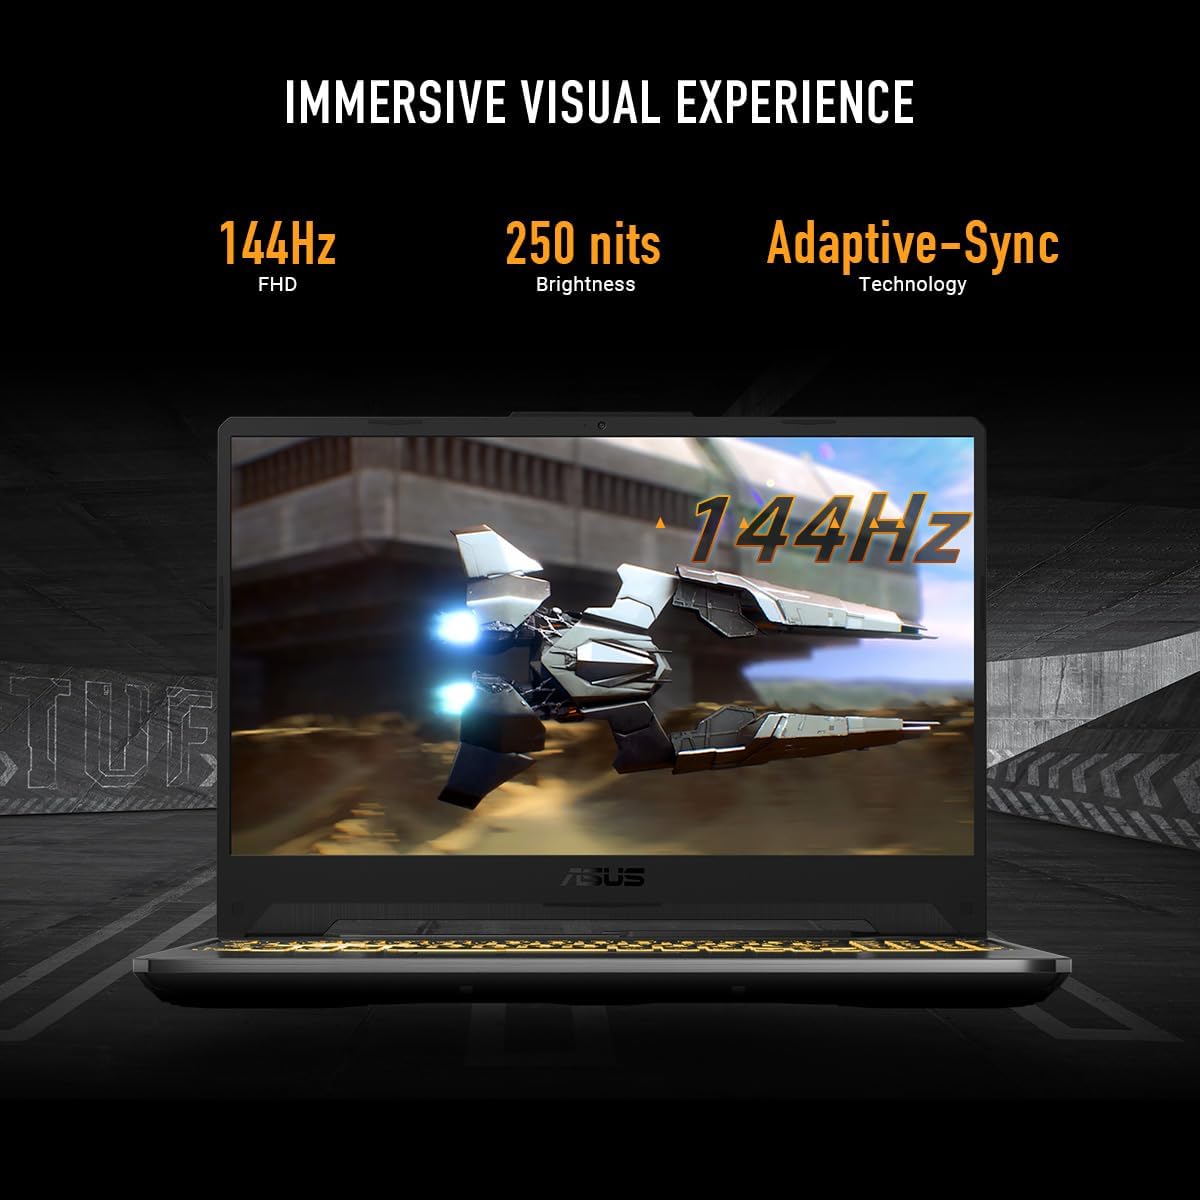 IMMERSIVE VISUAL EXPERIENCE
144Hz
FHD
250 nits
Brightness
Adaptive-Sync
Technology
144Hz
TUF
ASUS